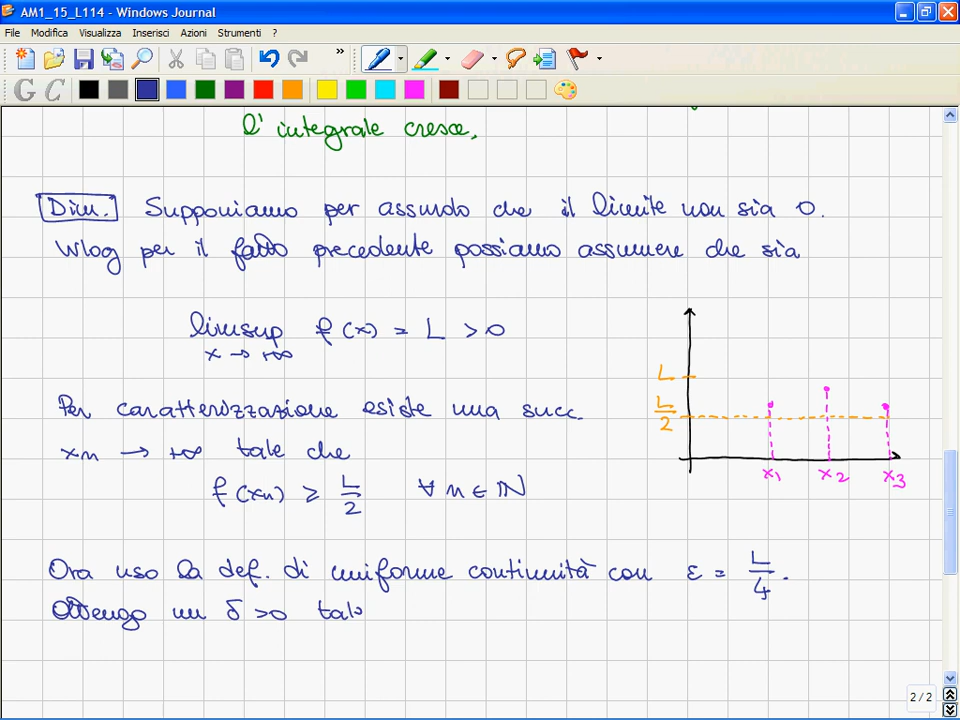 AM1_15_L114 - Windows Journal
File Modifica Visualizza Inserisci Azioni Strumenti ?
»
G C
l'integrale cresce,
Dim. Supponiamo per assurdo che il limite non sia 0.
Wlog per il fatto precedente possiamo assumere che sia
limsup f(x) = L > 0
x → +∞
L
L/2
x1 x2 x3
Per caratterizzazione esiste una succ.
xn → +∞ tale che
f(xn) ≥ L/2 ∀ n ∈ ℕ
Ora uso la def. di uniforme continuità con ε = L/4.
Ottengo un δ >0 tal
2 / 2